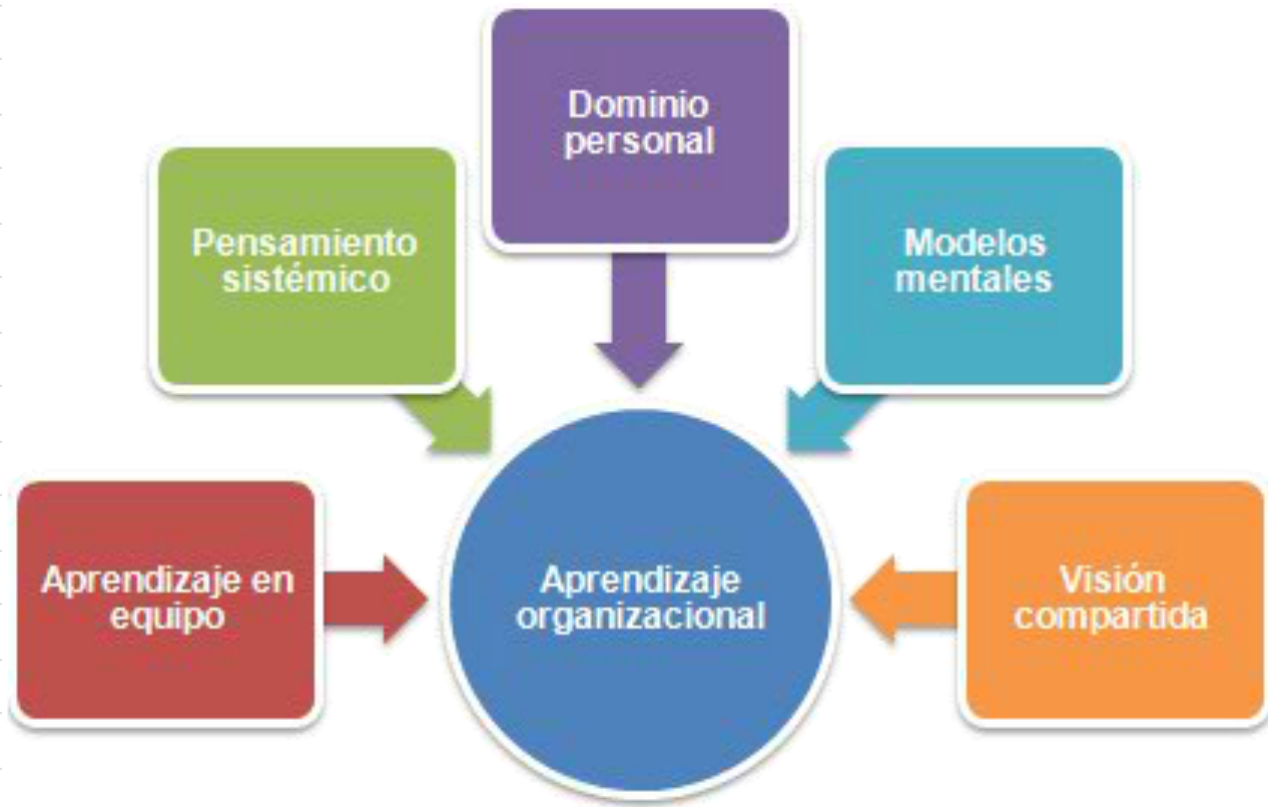 Dominio
personal
Pensamiento
sistémico
Modelos
mentales
Aprendizaje en
equipo
Aprendizaje
organizacional
Visión
compartida